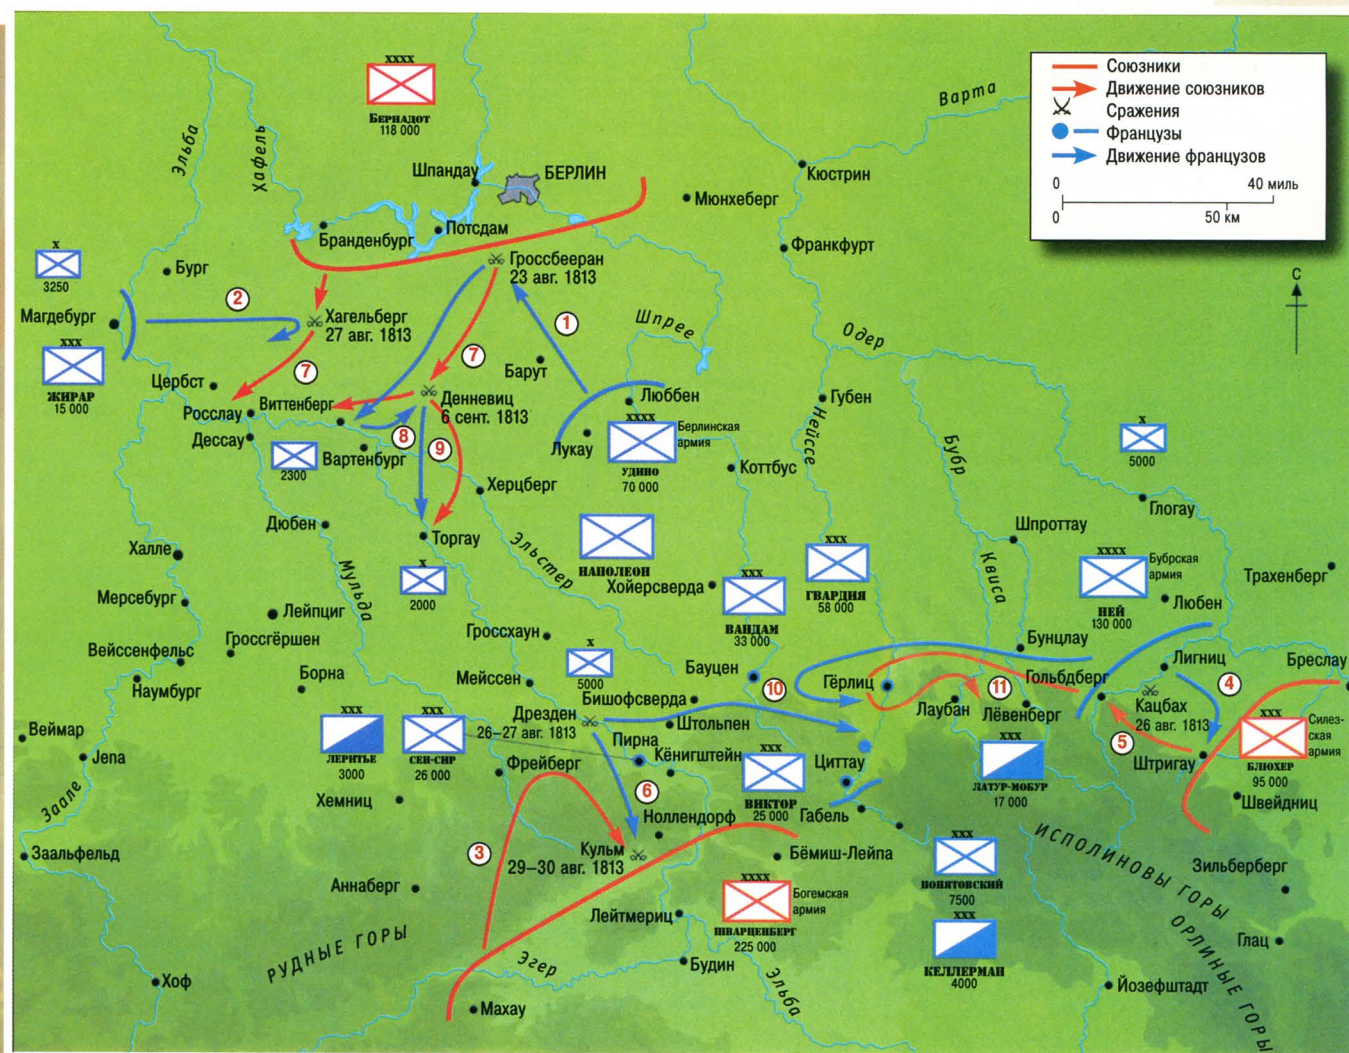 Союзники
Движение союзников
Сражения
Французы
Движение французов
0 40 миль
0 50 км
С
xxxx
БЕРНАДОТ
118 000
Эльба
Хафель
Варта
Шпандау
БЕРЛИН
Кюстрин
Мюнхеберг
Бранденбург
Потсдам
Франкфурт
x
3250
Бург
Гроссбееран
23 авг. 1813
Магдебург
2
Хагельберг
27 авг. 1813
1
Шпрее
Одер
xxx
ЖИРАР
15 000
7
7
Барут
Цербст
Росслау
Виттенберг
Денневиц
6 сент. 1813
Люббен
Губен
Нейссе
Дессау
2300
8
9
Вартенбург
Лукау
xxxx
Берлинская
армия
УДИНО
70 000
Коттбус
Бубр
x
5000
Херцберг
Глогау
Дюбен
Торгау
Эльстер
x
2000
НАПОЛЕОН
Шпроттау
Халле
Мульда
Хойерсверда
xxx
ВАНДАМ
33 000
xxx
ГВАРДИЯ
58 000
Квиса
xxxx
Бубрская
армия
НЕЙ
130 000
Трахенберг
Любен
Мерсебург
Лейпциг
Гроссгёршен
Гроссхаун
Вейссенфельс
Наумбург
Борна
Мейссен
x
5000
Бауцен
Бишофсверда
10
Гёрлиц
Бунцлау
Гольбдберг
11
Лаубан
Лёвенберг
Лигниц
Бреслау
Кацбах
26 авг. 1813
4
5
Штригау
xxx
Силез-
ская
армия
БЛЮХЕР
95 000
Швейдниц
Веймар
Jena
Заале
Дрезден
26–27 авг. 1813
Штольпен
Пирна
Кёнигштейн
xxx
ЛЕРИТЬЕ
3000
xxx
СЕН-СИР
26 000
Фрейберг
Хемниц
6
xxx
ВИКТОР
25 000
Циттау
Габель
xxx
ЛАТУР-МОБУР
17 000
Ноллендорф
3
Кульм
29–30 авг. 1813
Бёмиш-Лейпа
xxx
ПОНЯТОВСКИЙ
7500
ИСПОЛИНОВЫ ГОРЫ
Зильберберг
Заальфельд
Аннаберг
xxxx
Богемская
армия
ШВАРЦЕНБЕРГ
225 000
Лейтмериц
xxx
КЕЛЛЕРМАН
4000
ОРЛИНЫЕ ГОРЫ
Глац
РУДНЫЕ ГОРЫ
Эгер
Будин
Эльба
Хоф
Махау
Йозефштадт